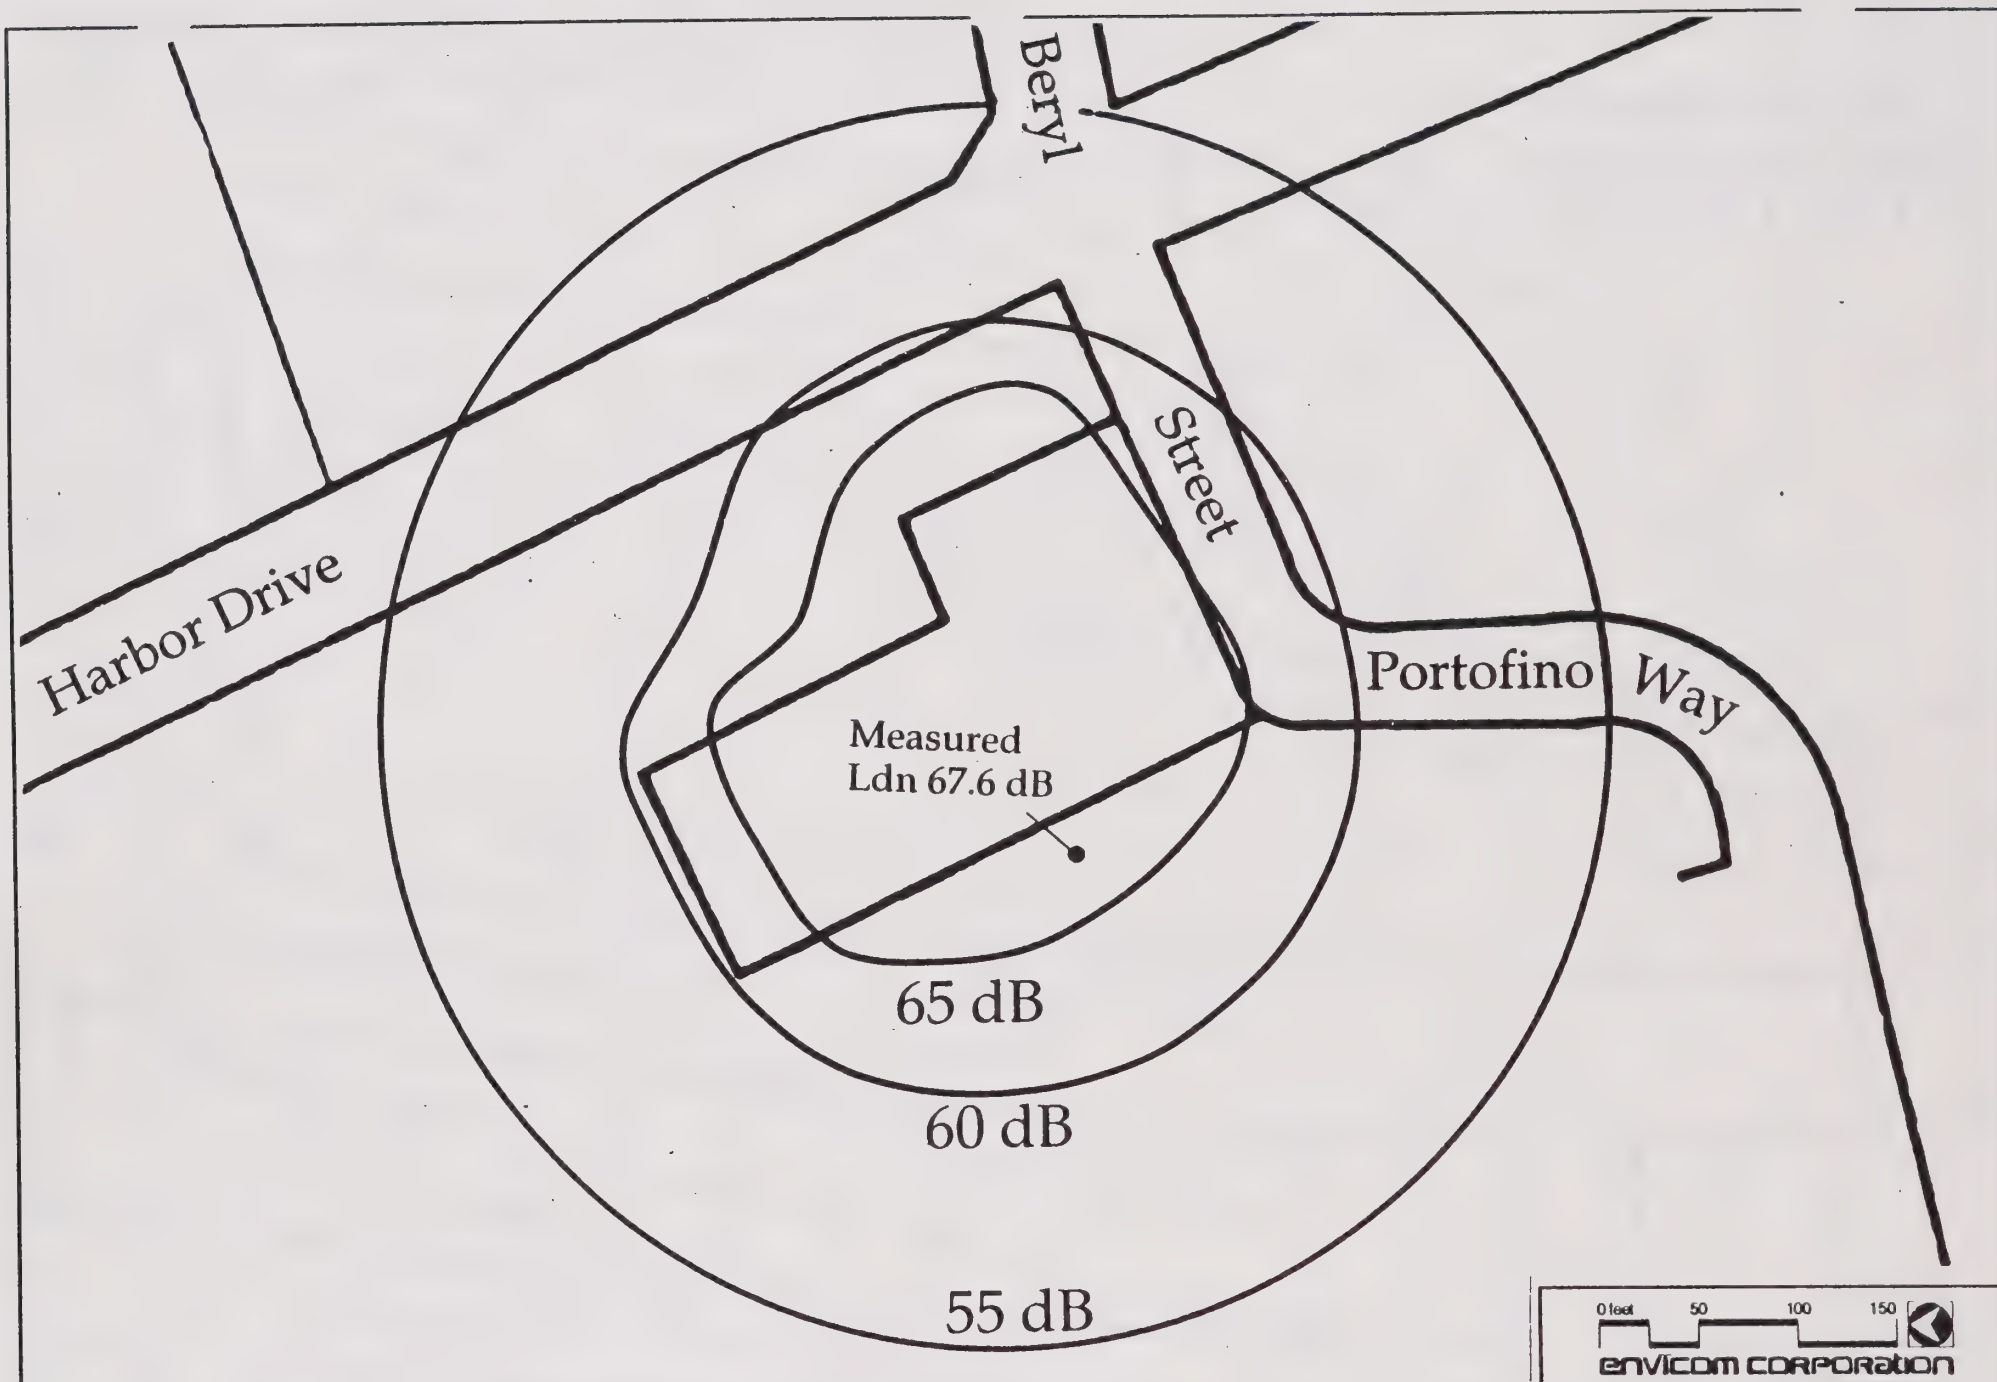 Beryl
Street
Harbor Drive
Portofino Way
Measured
Ldn 67.6 dB
65 dB
60 dB
55 dB
0 feet 50 100 150
envicom corporation